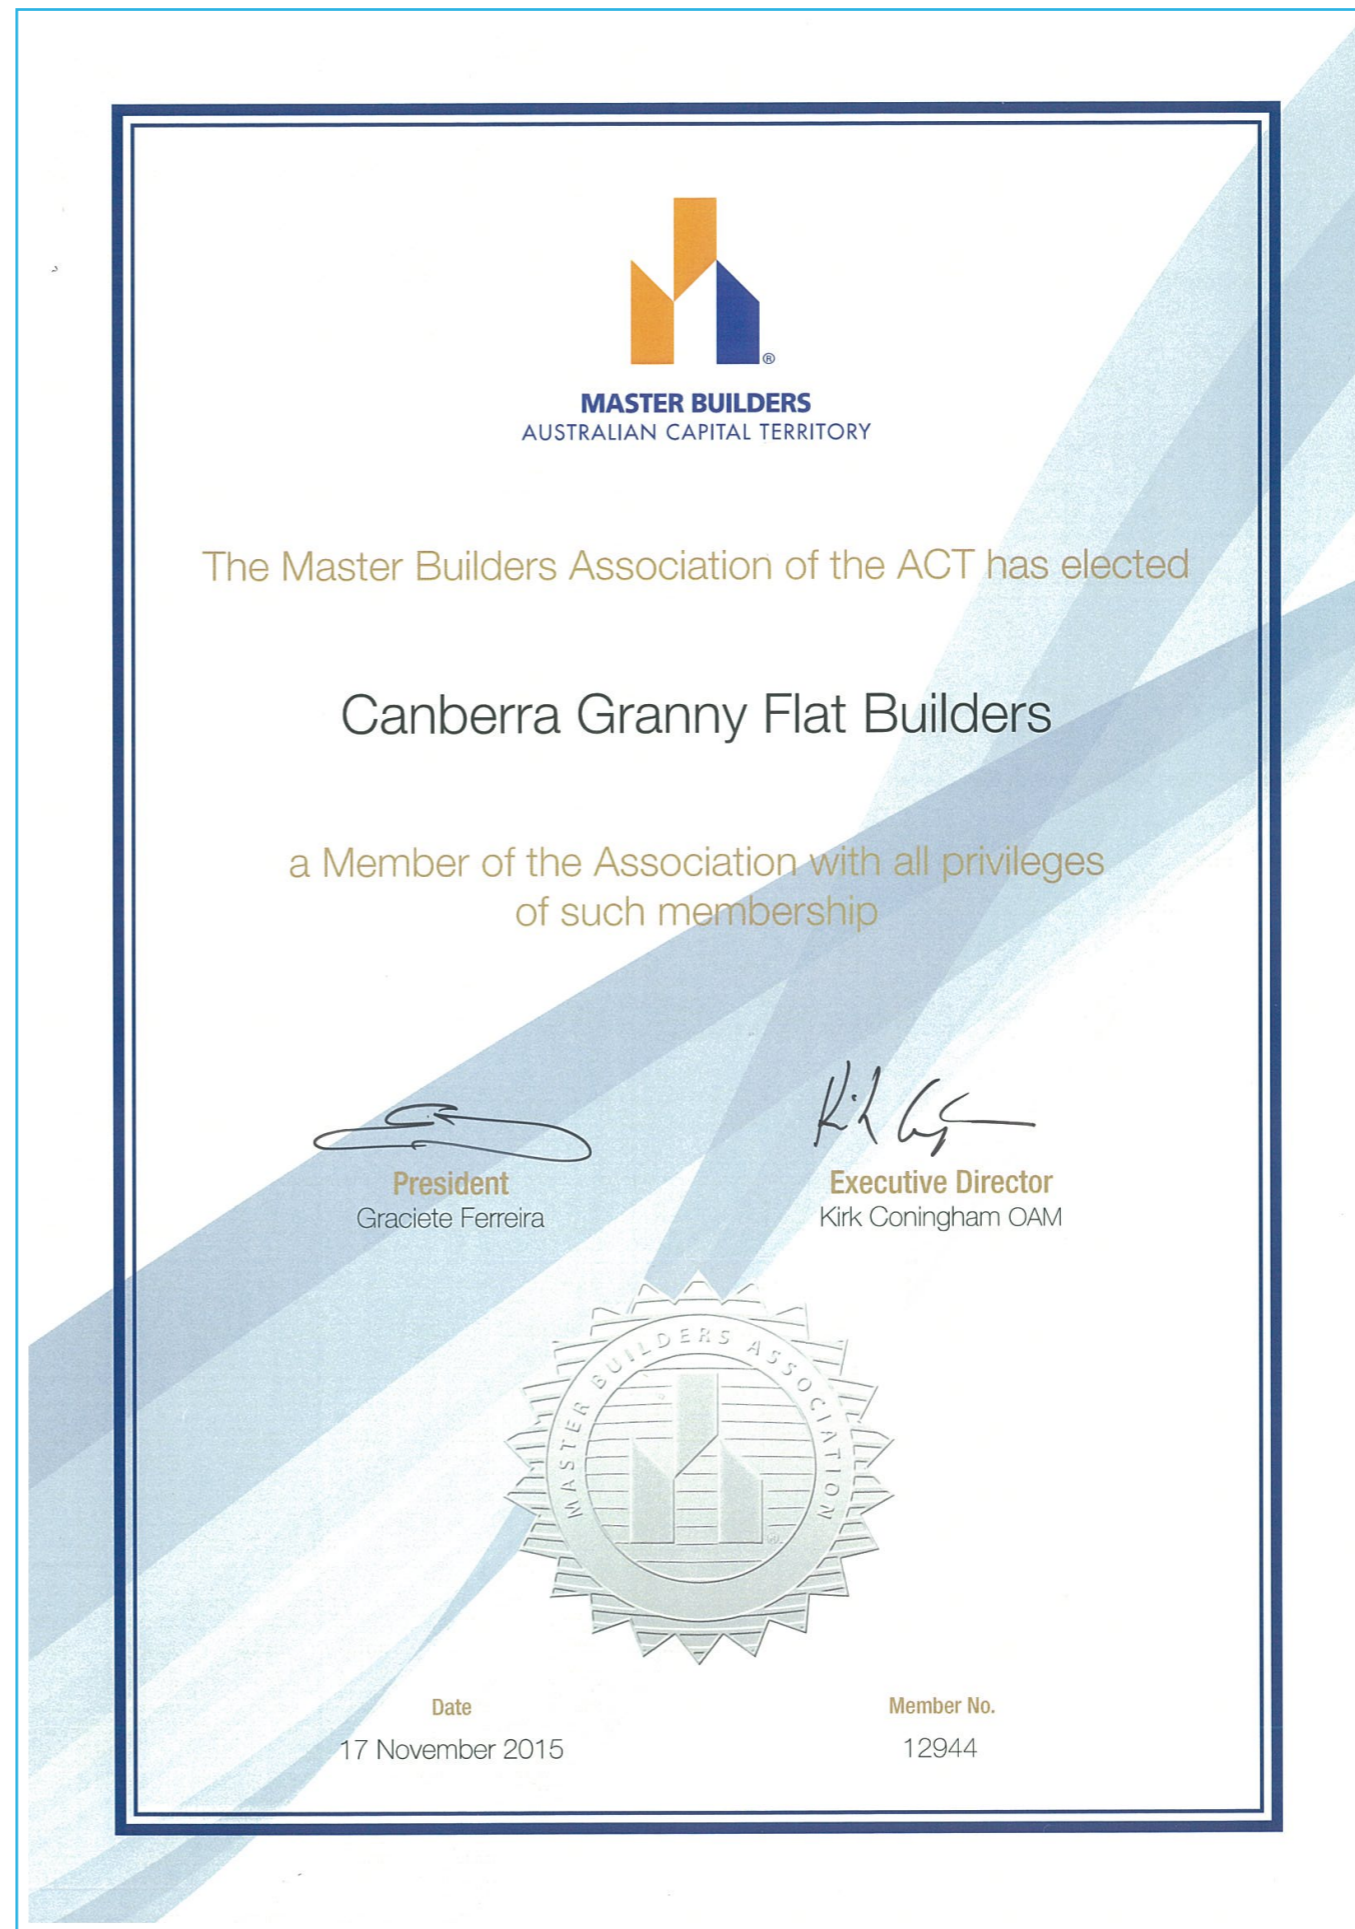 ®
MASTER BUILDERS
AUSTRALIAN CAPITAL TERRITORY
The Master Builders Association of the ACT has elected
Canberra Granny Flat Builders
a Member of the Association with all privileges
of such membership
President
Graciete Ferreira
Executive Director
Kirk Coningham OAM
MASTER BUILDERS ASSOCIATION
Date
17 November 2015
Member No.
12944